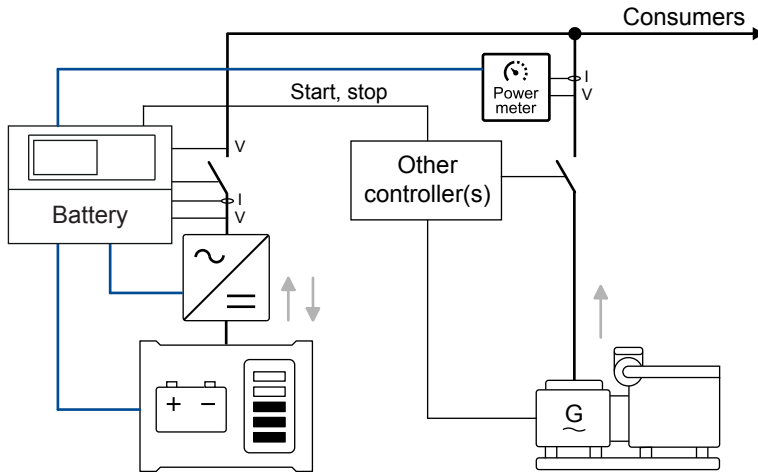 Consumers
I
V
Power
meter
Start, stop
V
Other
controller(s)
Battery
I
V
+ −
G